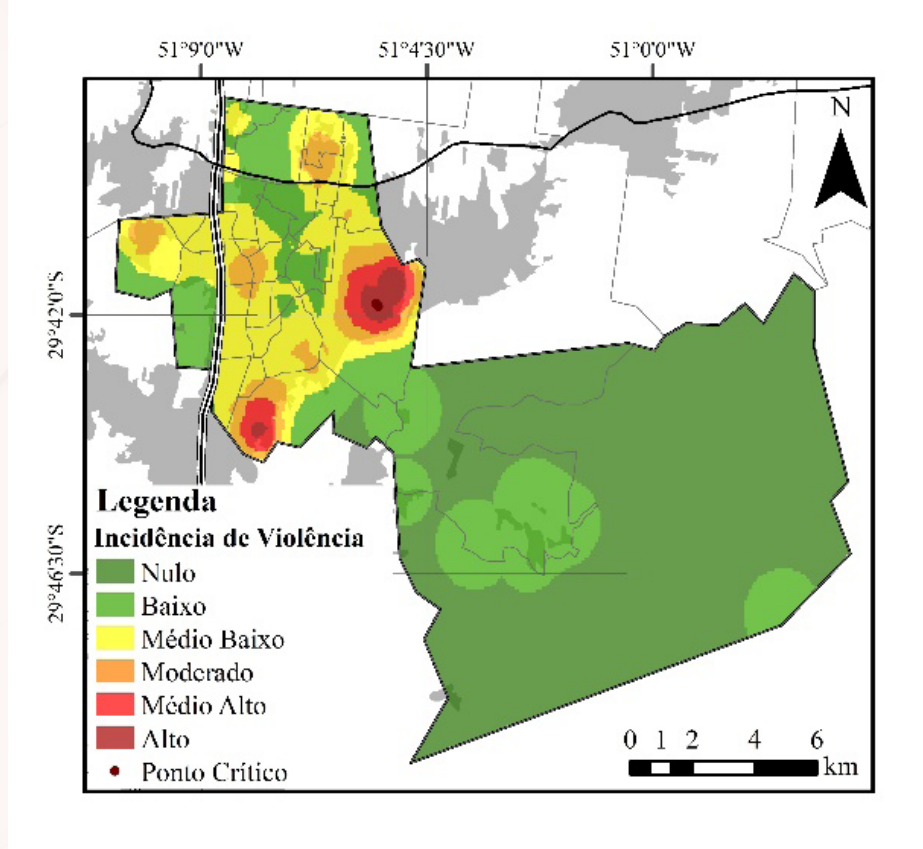 51°9'0"W 51°4'30"W 51°0'0"W
N
29°42'0"S
29°46'30"S
Legenda
Incidência de Violência
Nulo
Baixo
Médio Baixo
Moderado
Médio Alto
Alto
Ponto Crítico
0 1 2 4 6
km